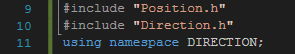 9 #include "Position.h"
10 #include "Direction.h"
11 using namespace DIRECTION;